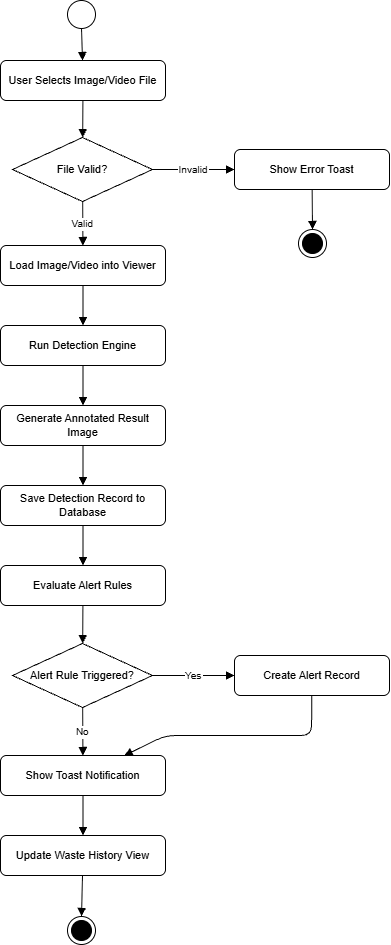 User Selects Image/Video File
File Valid?
Invalid
Show Error Toast
Valid
Load Image/Video into Viewer
Run Detection Engine
Generate Annotated Result
Image
Save Detection Record to
Database
Evaluate Alert Rules
Alert Rule Triggered?
Yes
Create Alert Record
No
Show Toast Notification
Update Waste History View